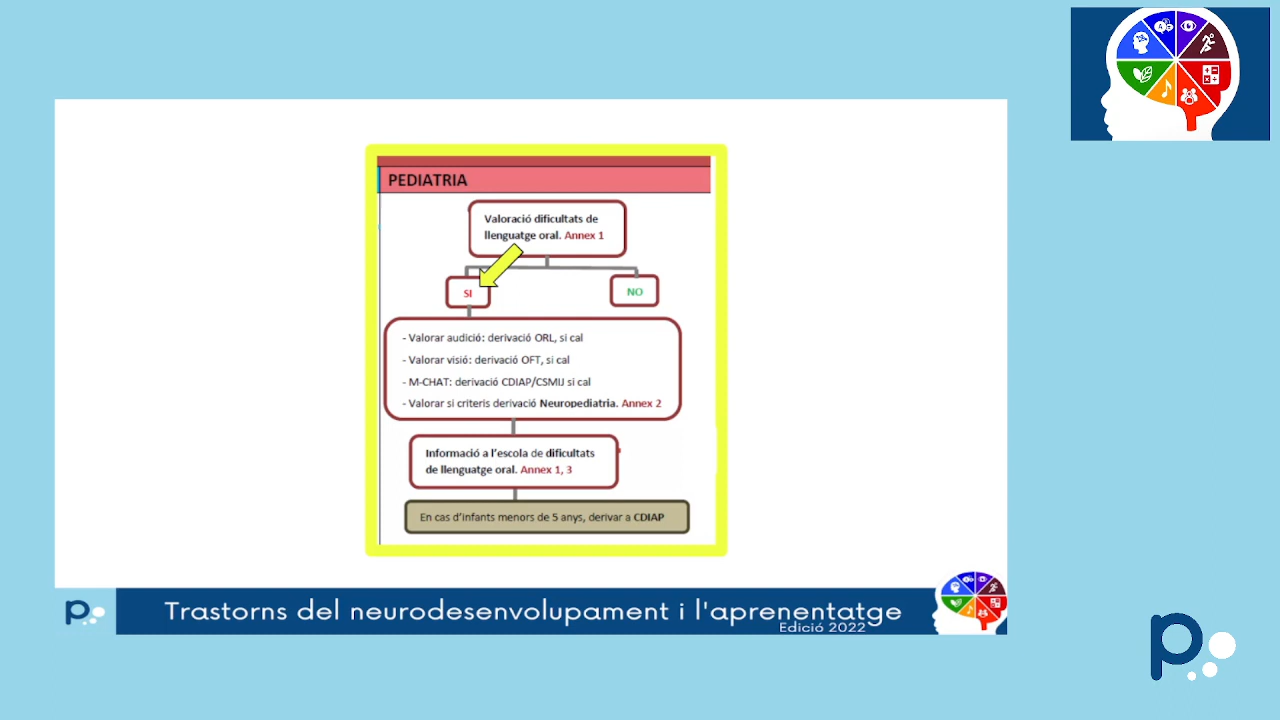 PEDIATRIA
Valoració dificultats de
llenguatge oral. Annex 1
SI
NO
- Valorar audició: derivació ORL, si cal
- Valorar visió: derivació OFT, si cal
- M-CHAT: derivació CDIAP/CSMIJ si cal
- Valorar si criteris derivació Neuropediatria. Annex 2
Informació a l'escola de dificultats
de llenguatge oral. Annex 1, 3
En cas d'infants menors de 5 anys, derivar a CDIAP
p
Trastorns del neurodesenvolupament i l'aprenentatge
Edició 2022
p